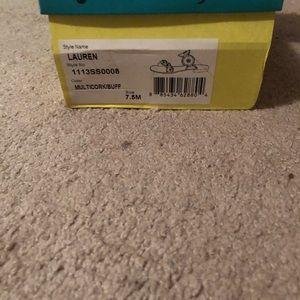 Style Name
LAUREN
Style No
1113SS0008
Color
MULTICORK/BUFF
Size
7.5M